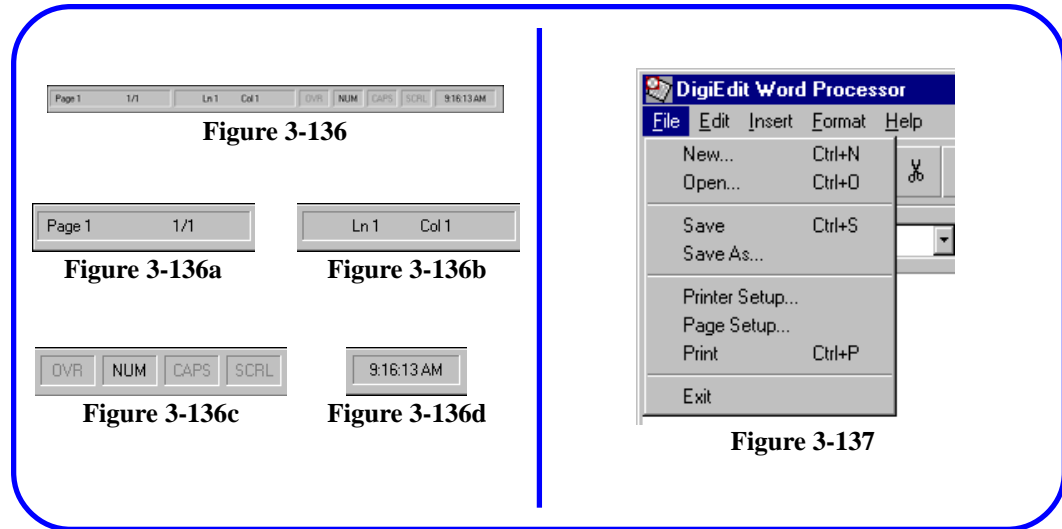 Page 1 1/1 Ln 1 Col 1 OVR NUM CAPS SCRL 9:16:13 AM
Figure 3-136
Page 1 1/1
Figure 3-136a
Ln 1 Col 1
Figure 3-136b
OVR NUM CAPS SCRL
Figure 3-136c
9:16:13 AM
Figure 3-136d
DigiEdit Word Processor
File Edit Insert Format Help
New... Ctrl+N
Open... Ctrl+O
Save Ctrl+S
Save As...
Printer Setup...
Page Setup...
Print Ctrl+P
Exit
Figure 3-137